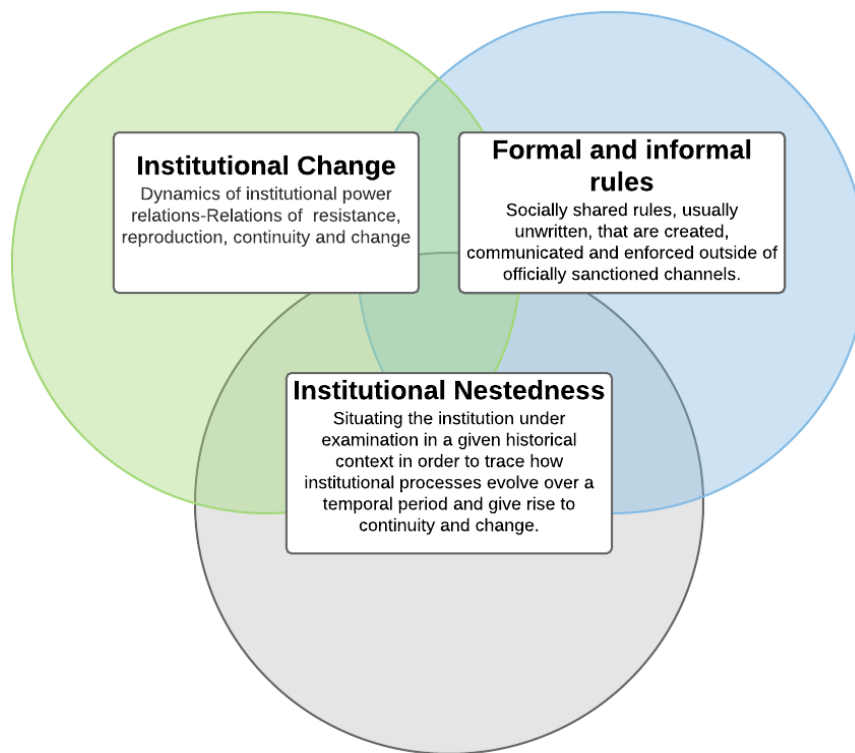 Institutional Change
Dynamics of institutional power
relations-Relations of resistance,
reproduction, continuity and change
Formal and informal
rules
Socially shared rules, usually
unwritten, that are created,
communicated and enforced outside of
officially sanctioned channels.
Institutional Nestedness
Situating the institution under
examination in a given historical
context in order to trace how
institutional processes evolve over a
temporal period and give rise to
continuity and change.